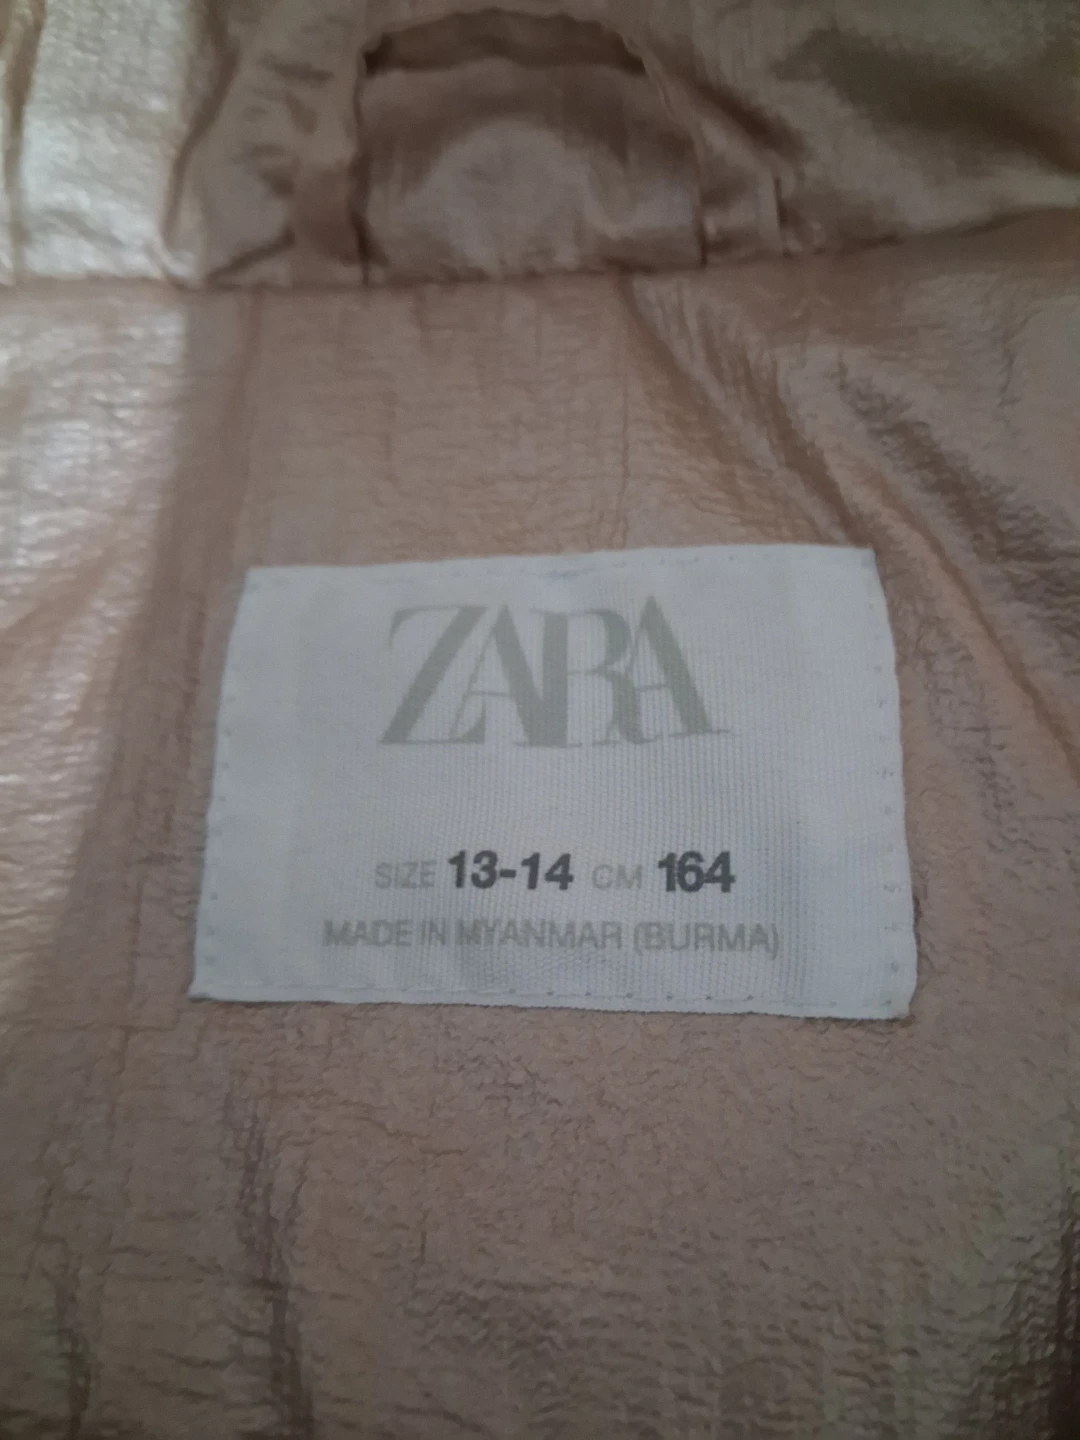 ZARA
SIZE 13-14 CM 164
MADE IN MYANMAR (BURMA)